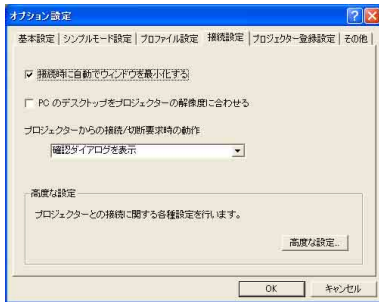 オプション設定
基本設定 シンプルモード設定 プロファイル設定 接続設定 プロジェクター登録設定 その他
接続時に自動でウィンドウを最小化する
PC のデスクトップをプロジェクターの解像度に合わせる
プロジェクターからの接続/切断要求時の動作
確認ダイアログを表示
高度な設定
プロジェクターとの接続に関する各種設定を行います。
高度な設定...
OK キャンセル